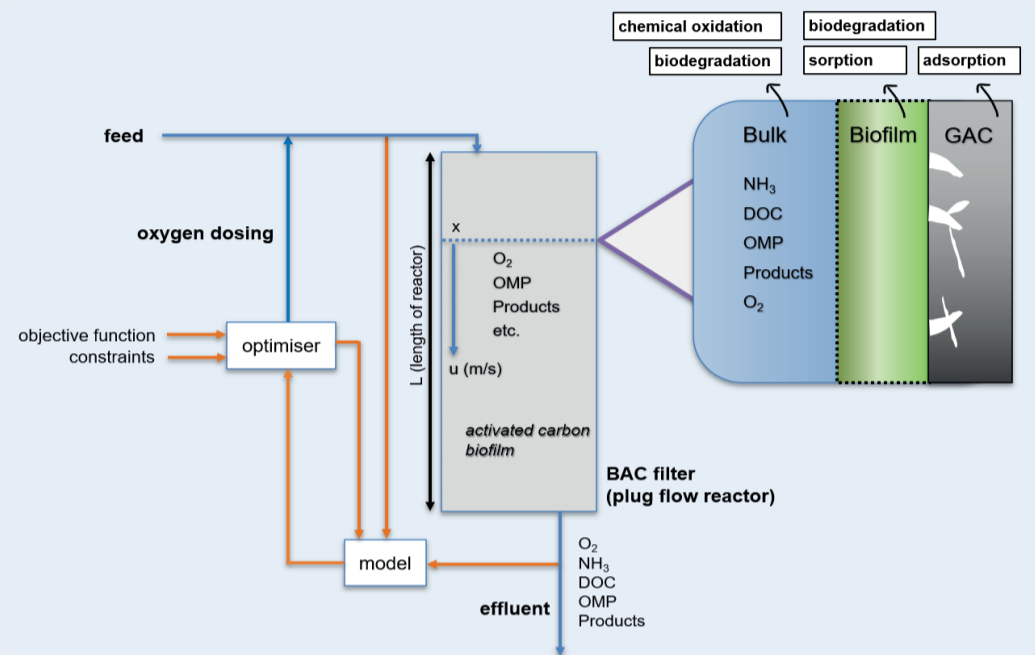 chemical oxidation
biodegradation
biodegradation
sorption
adsorption
feed
oxygen dosing
objective function
constraints
optimiser
model
L (length of reactor)
x
O₂
OMP
Products
etc.
u (m/s)
activated carbon
biofilm
BAC filter
(plug flow reactor)
Bulk
NH₃
DOC
OMP
Products
O₂
Biofilm
GAC
effluent
O₂
NH₃
DOC
OMP
Products